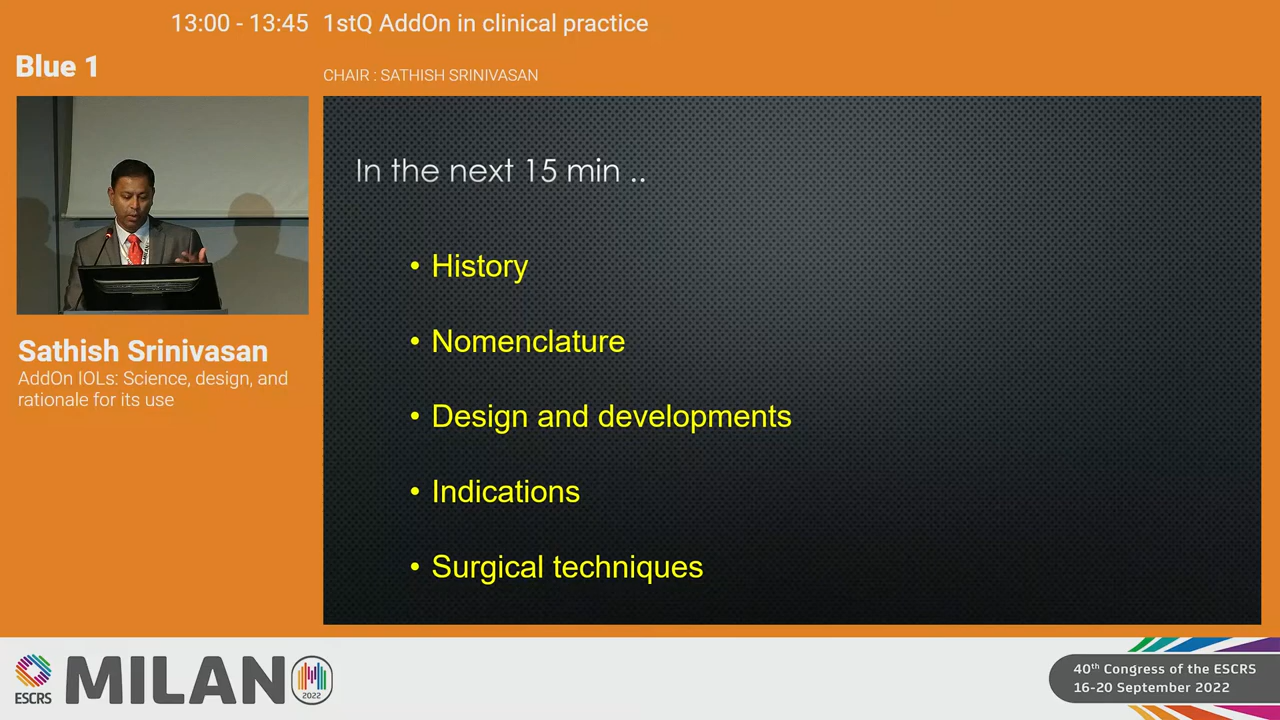 13:00 - 13:45 1stQ AddOn in clinical practice
Blue 1
CHAIR : SATHISH SRINIVASAN
In the next 15 min ..
• History
• Nomenclature
• Design and developments
• Indications
• Surgical techniques
Sathish Srinivasan
AddOn IOLs: Science, design, and
rationale for its use
ESCRS
MILANO
2022
40th Congress of the ESCRS
16-20 September 2022